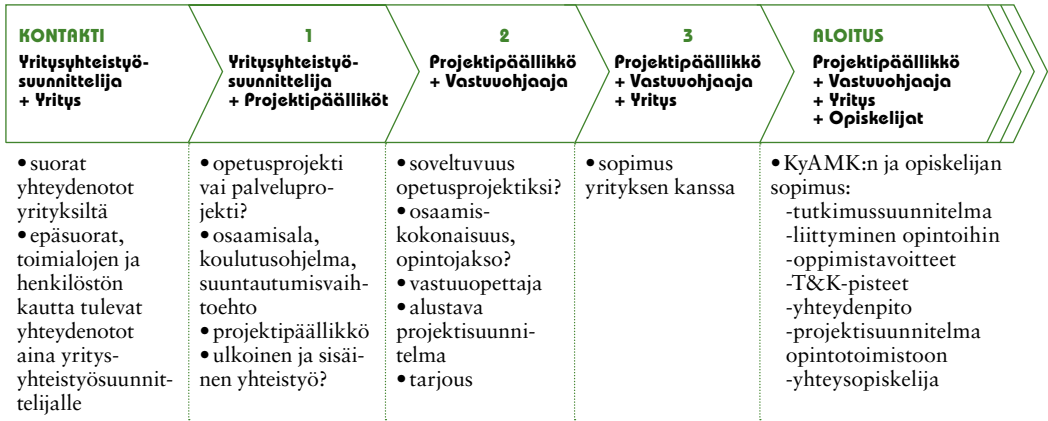 KONTAKTI
Yritysyhteistyö-
suunnittelija
+ Yritys
1
Yritysyhteistyö-
suunnittelija
+ Projektipäälliköt
2
Projektipäällikkö
+ Vastuuohjaaja
3
Projektipäällikkö
+ Vastuuohjaaja
+ Yritys
ALOITUS
Projektipäällikkö
+ Vastuuohjaaja
+ Yritys
+ Opiskelijat
• suorat
yhteydenotot
yrityksiltä
• epäsuorat,
toimialojen ja
henkilöstön
kautta tulevat
yhteydenotot
aina yritys-
yhteistyösuunnit-
telijalle
• opetusprojekti
vai palvelupro-
jekti?
• osaamisala,
koulutusohjelma,
suuntautumisvaih-
toehto
• projektipäällikkö
• ulkoinen ja sisäi-
nen yhteistyö?
• soveltuvuus
opetusprojektiksi?
• osaamis-
kokonaisuus,
opintojakso?
• vastuuopettaja
• alustava
projektisuunni-
telma
• tarjous
• sopimus
yrityksen kanssa
• KyAMK:n ja opiskelijan
sopimus:
-tutkimussuunnitelma
-liittyminen opintoihin
-oppimistavoitteet
-T&K-pisteet
-yhteydenpito
-projektisuunnitelma
opintotoimistoon
-yhteysopiskelija